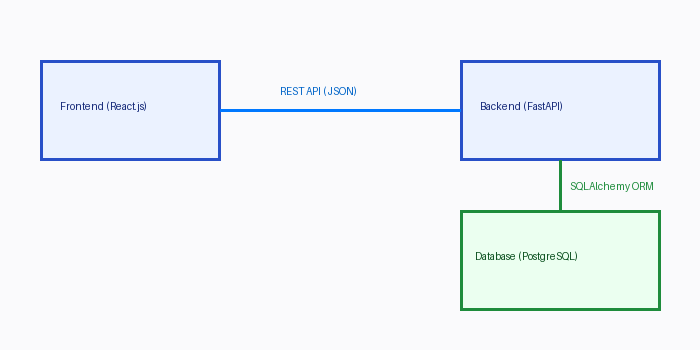 REST API (JSON)
Frontend (React.js)
Backend (FastAPI)
SQLAlchemy ORM
Database (PostgreSQL)